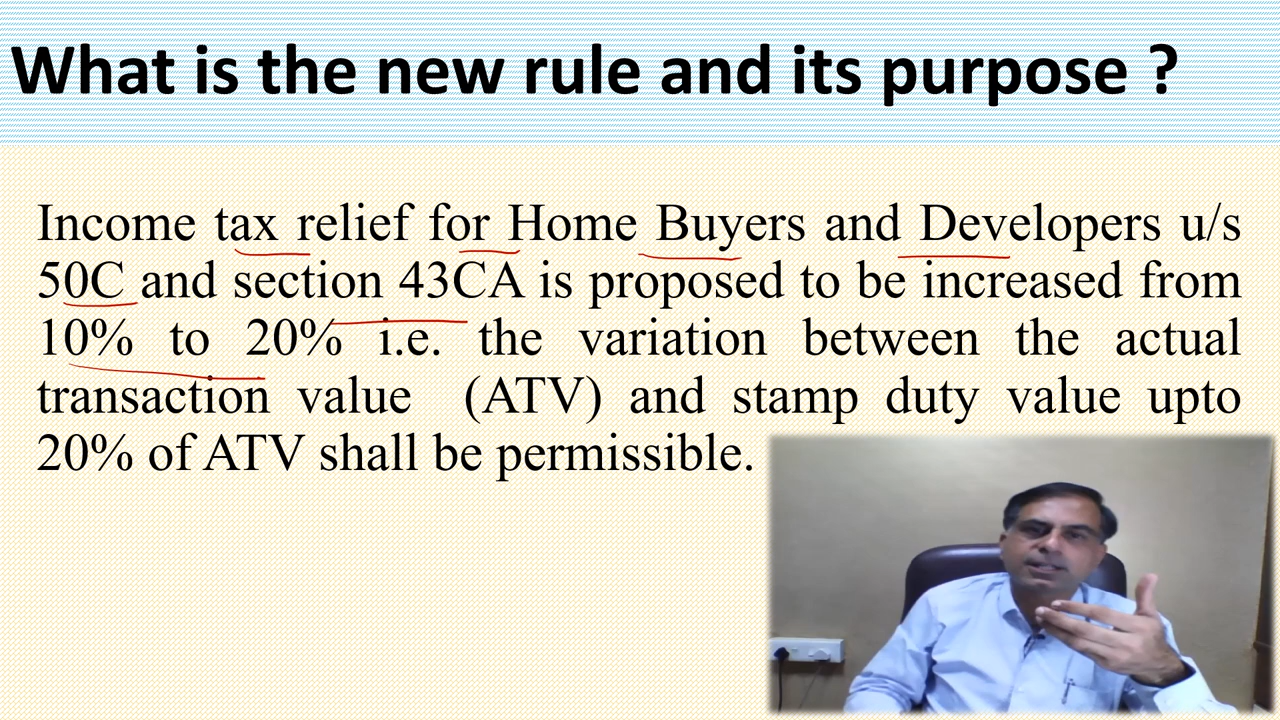 What is the new rule and its purpose ?
Income tax relief for Home Buyers and Developers u/s
50C and section 43CA is proposed to be increased from
10% to 20% i.e. the variation between the actual
transaction value (ATV) and stamp duty value upto
20% of ATV shall be permissible.